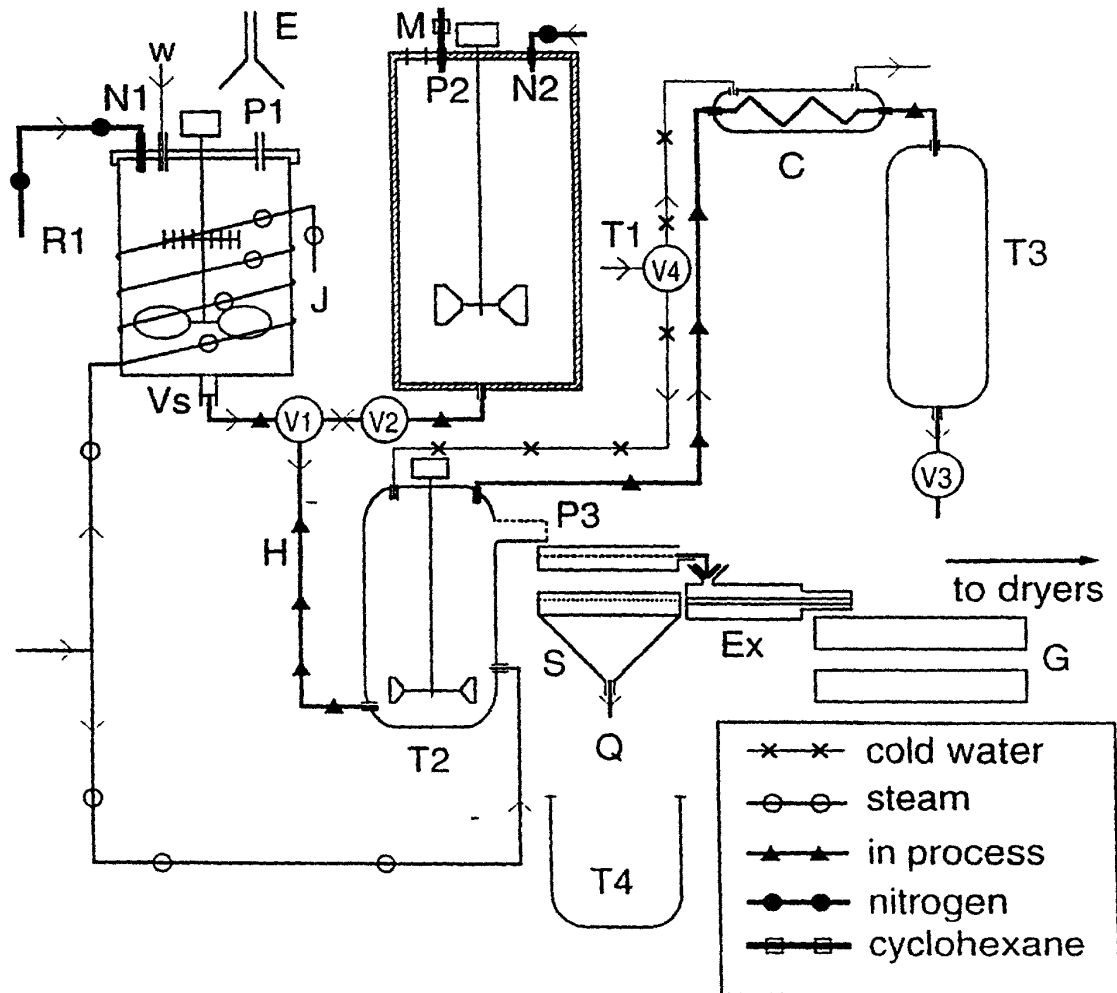 E
M
w
N1
P1
P2
N2
C
R1
J
T1
V4
T3
Vs
V1
V2
V3
H
P3
to dryers
S
Ex
G
T2
Q
T4
cold water
steam
in process
nitrogen
cyclohexane